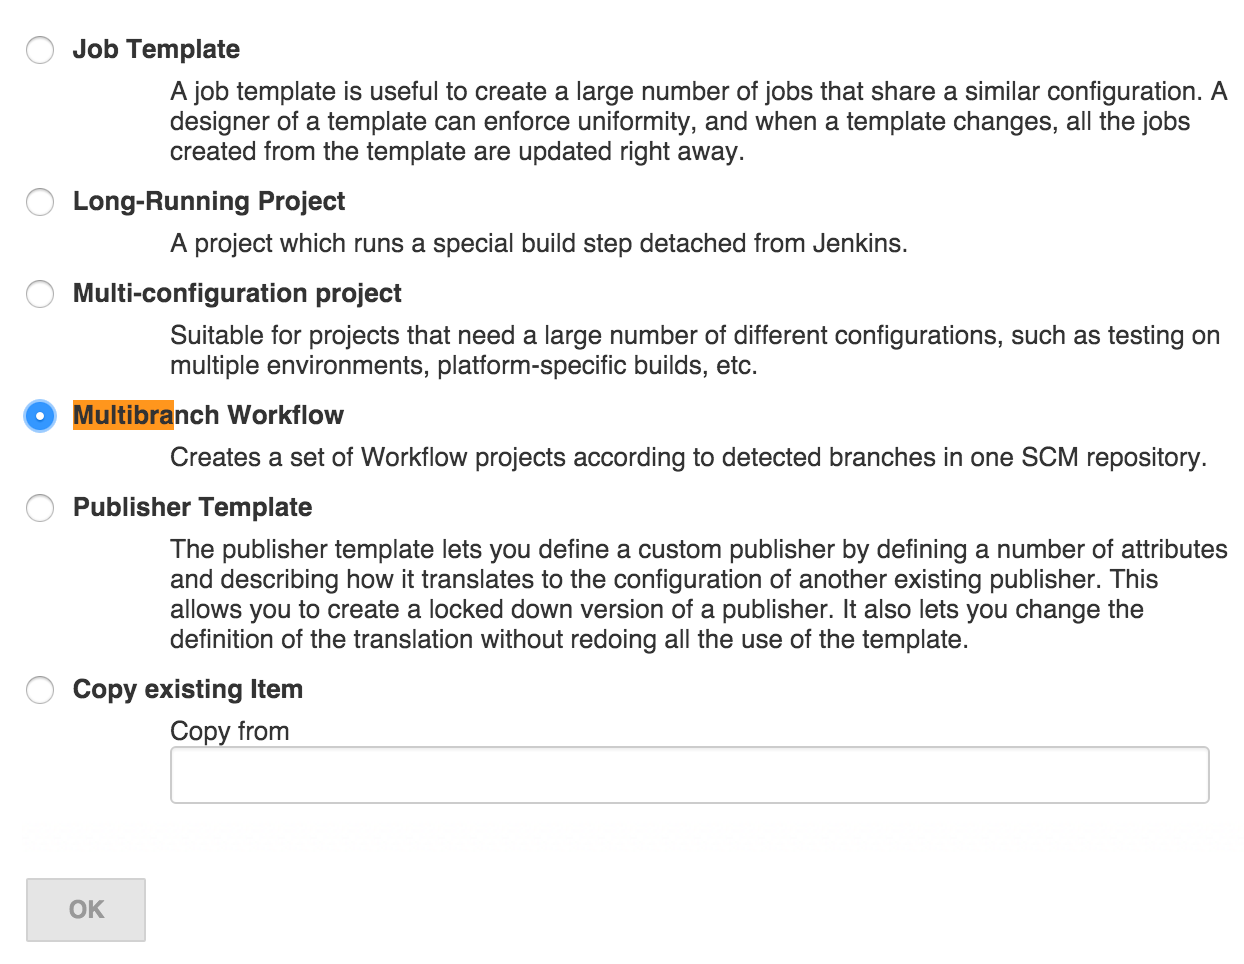 Job Template
A job template is useful to create a large number of jobs that share a similar configuration. A
designer of a template can enforce uniformity, and when a template changes, all the jobs
created from the template are updated right away.
Long-Running Project
A project which runs a special build step detached from Jenkins.
Multi-configuration project
Suitable for projects that need a large number of different configurations, such as testing on
multiple environments, platform-specific builds, etc.
Multibranch Workflow
Creates a set of Workflow projects according to detected branches in one SCM repository.
Publisher Template
The publisher template lets you define a custom publisher by defining a number of attributes
and describing how it translates to the configuration of another existing publisher. This
allows you to create a locked down version of a publisher. It also lets you change the
definition of the translation without redoing all the use of the template.
Copy existing Item
Copy from
OK